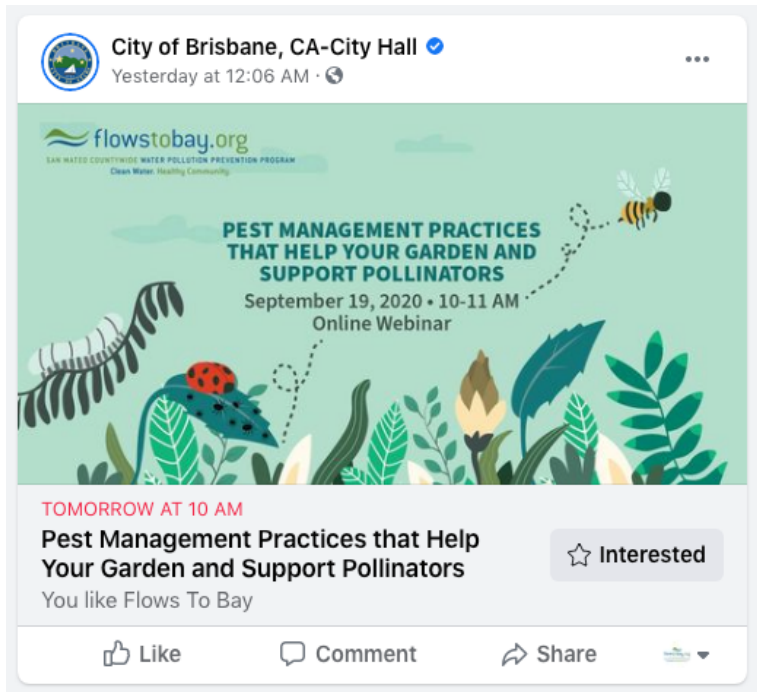 City of Brisbane, CA-City Hall
Yesterday at 12:06 AM ·
flowstobay.org
SAN MATEO COUNTYWIDE WATER POLLUTION PREVENTION PROGRAM
Clean Water. Healthy Community.
PEST MANAGEMENT PRACTICES
THAT HELP YOUR GARDEN AND
SUPPORT POLLINATORS
September 19, 2020 • 10-11 AM
Online Webinar
TOMORROW AT 10 AM
Pest Management Practices that Help
Your Garden and Support Pollinators
Interested
You like Flows To Bay
Like
Comment
Share